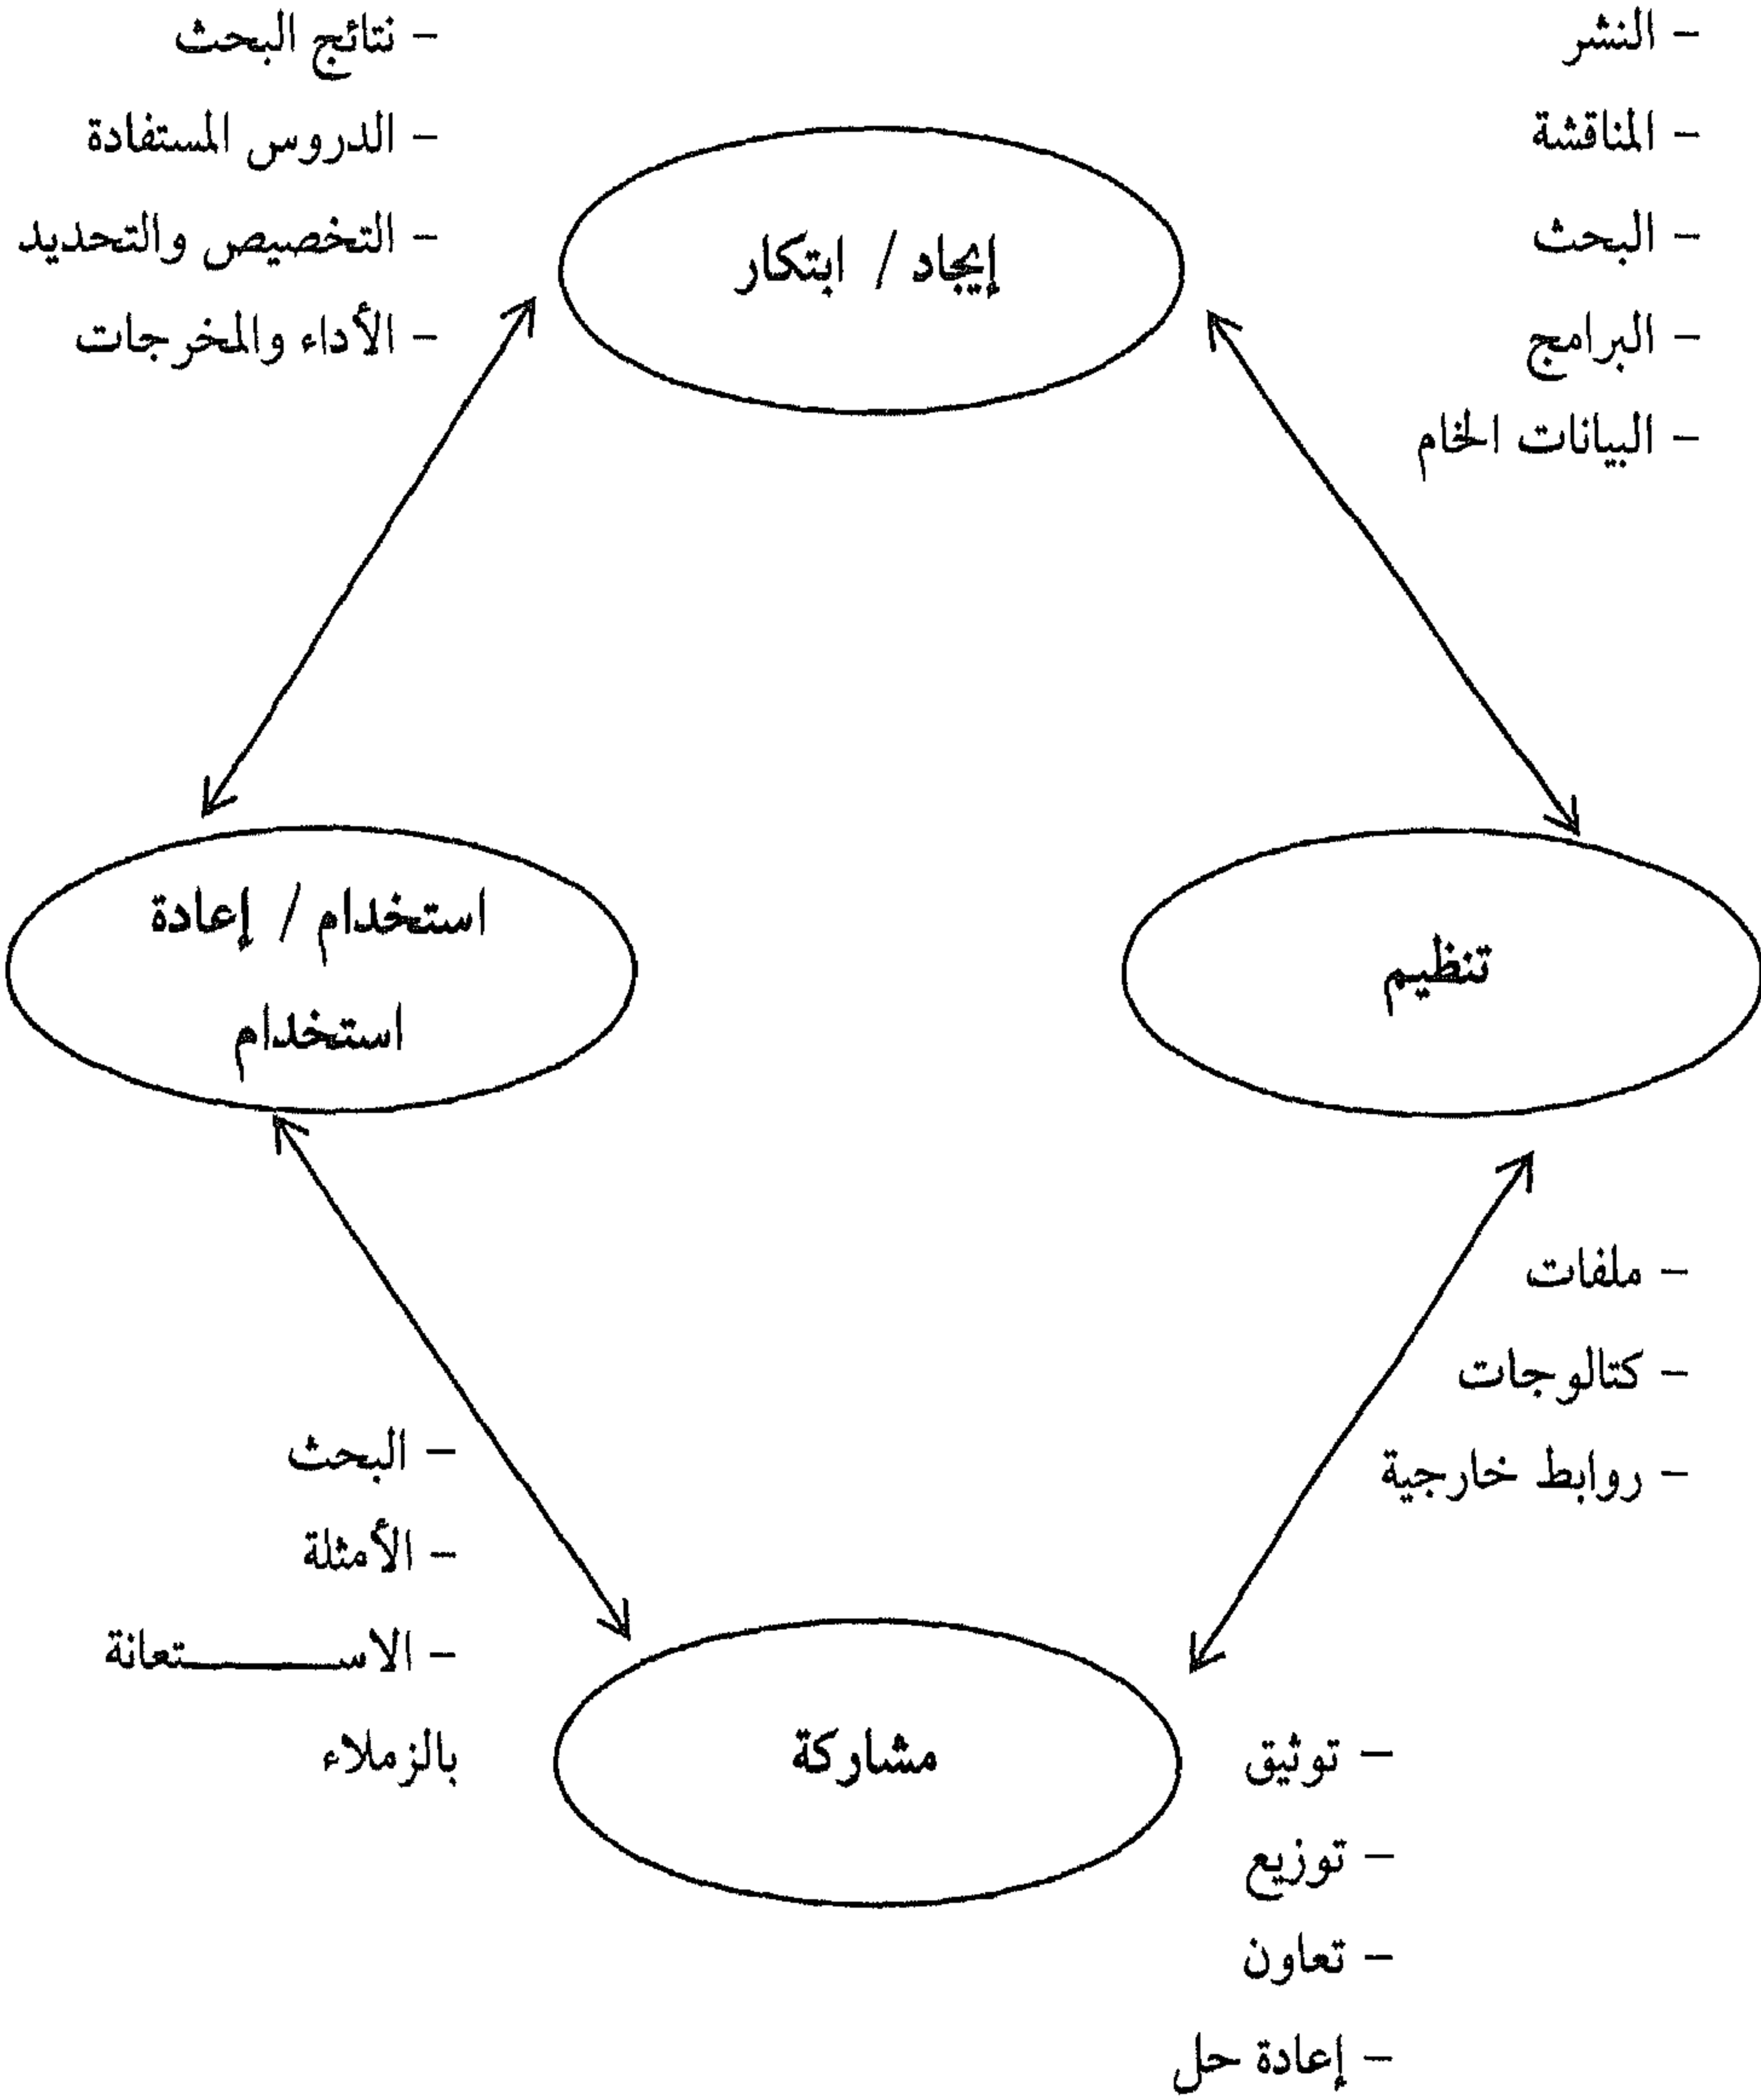 - النشر
- المناقشة
- البحث
- البرامج
- البيانات الخام
- نتائج البحث
- الدروس المستفادة
- التخصيص والتحديد
- الأداء والمخرجات
إيجاد / ابتكار
تنظيم
استخدام / إعادة
استخدام
- ملفات
- كتالوجات
- روابط خارجية
- البحث
- الأمثلة
- الاستعانة
بالزملاء
مشاركة
- توثيق
- توزيع
- تعاون
- إعادة حل